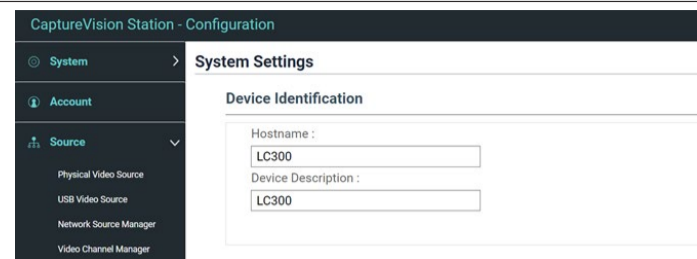 CaptureVision Station - Configuration
System
Account
Source
Physical Video Source
USB Video Source
Network Source Manager
Video Channel Manager
System Settings
Device Identification
Hostname :
LC300
Device Description :
LC300